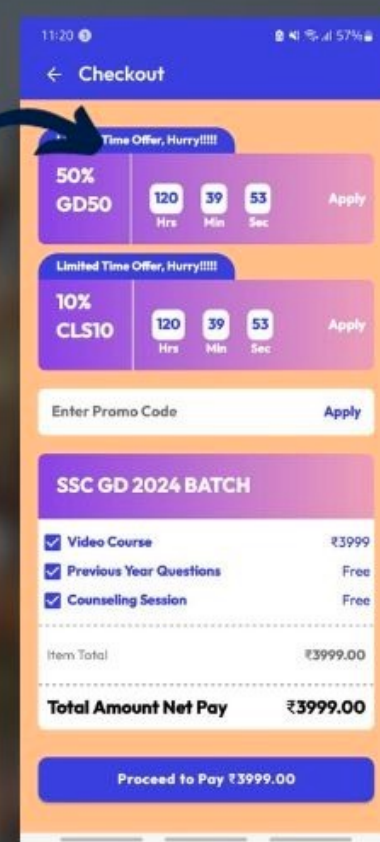 11:20
57%
← Checkout
Time Offer, Hurry!!!!!
50%
GD50
120 39 53
Hrs Min Sec
Apply
Limited Time Offer, Hurry!!!!!
10%
CLS10
120 39 53
Hrs Min Sec
Apply
Enter Promo Code Apply
SSC GD 2024 BATCH
Video Course ₹3999
Previous Year Questions Free
Counseling Session Free
Item Total ₹3999.00
Total Amount Net Pay ₹3999.00
Proceed to Pay ₹3999.00